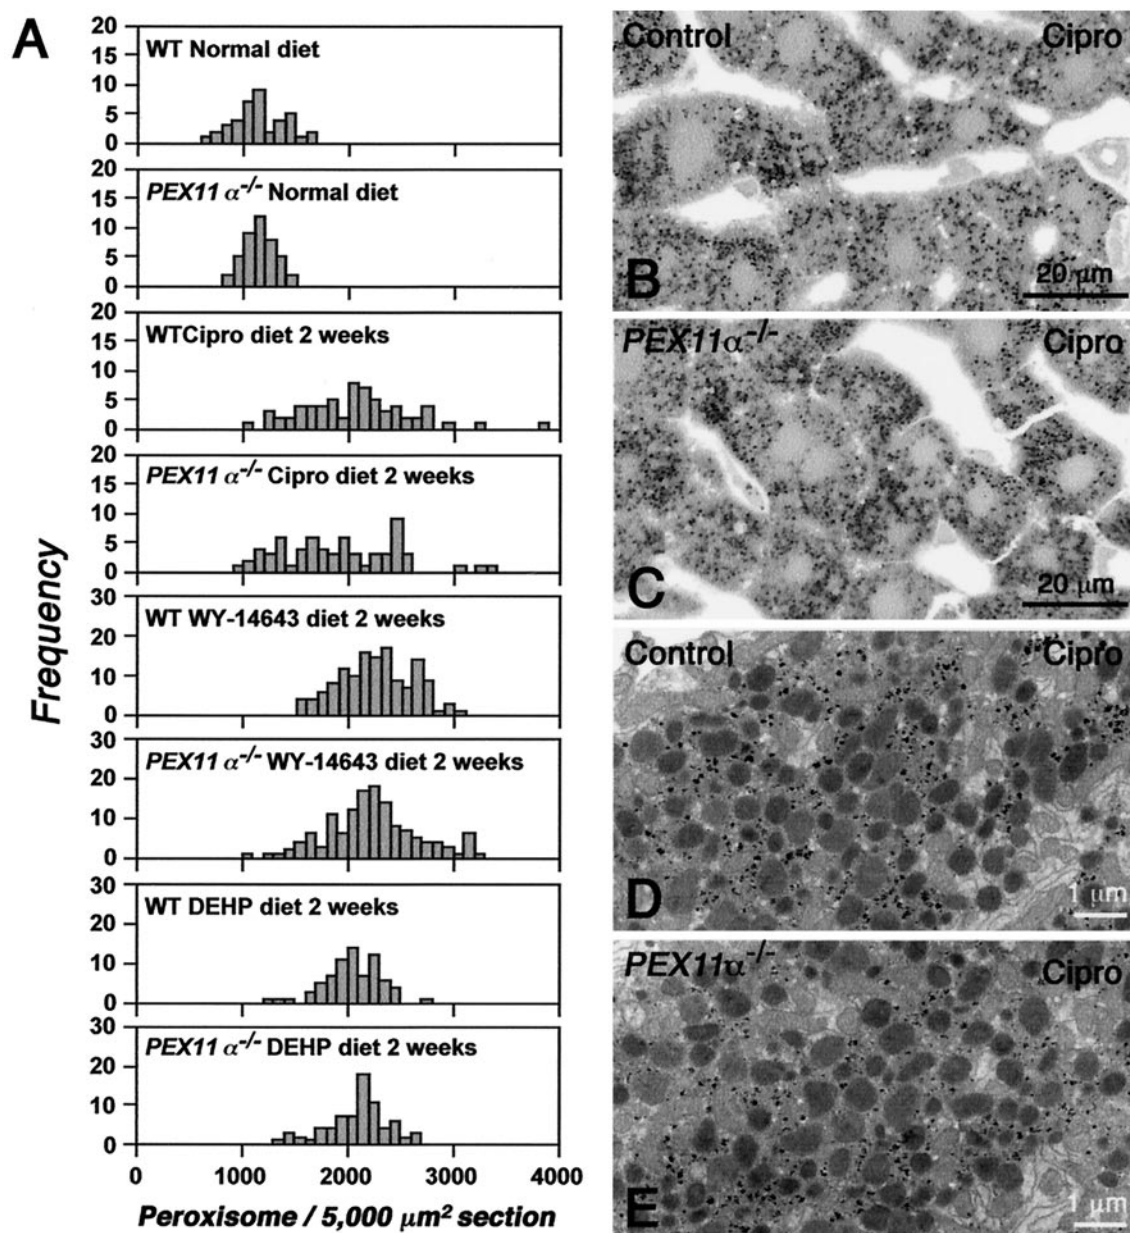 A
Frequency
20
15
10
5
0
WT Normal diet
20
15
10
5
0
PEX11 α-/- Normal diet
20
15
10
5
0
WTCipro diet 2 weeks
20
15
10
5
0
PEX11 α-/- Cipro diet 2 weeks
30
20
10
0
WT WY-14643 diet 2 weeks
30
20
10
0
PEX11 α-/- WY-14643 diet 2 weeks
30
20
10
0
WT DEHP diet 2 weeks
30
20
10
0
PEX11 α-/- DEHP diet 2 weeks
0 1000 2000 3000 4000
Peroxisome / 5,000 μm2 section
Control Cipro
B 20 μm
PEX11α-/- Cipro
C 20 μm
Control Cipro
D 1 μm
PEX11α-/- Cipro
E 1 μm